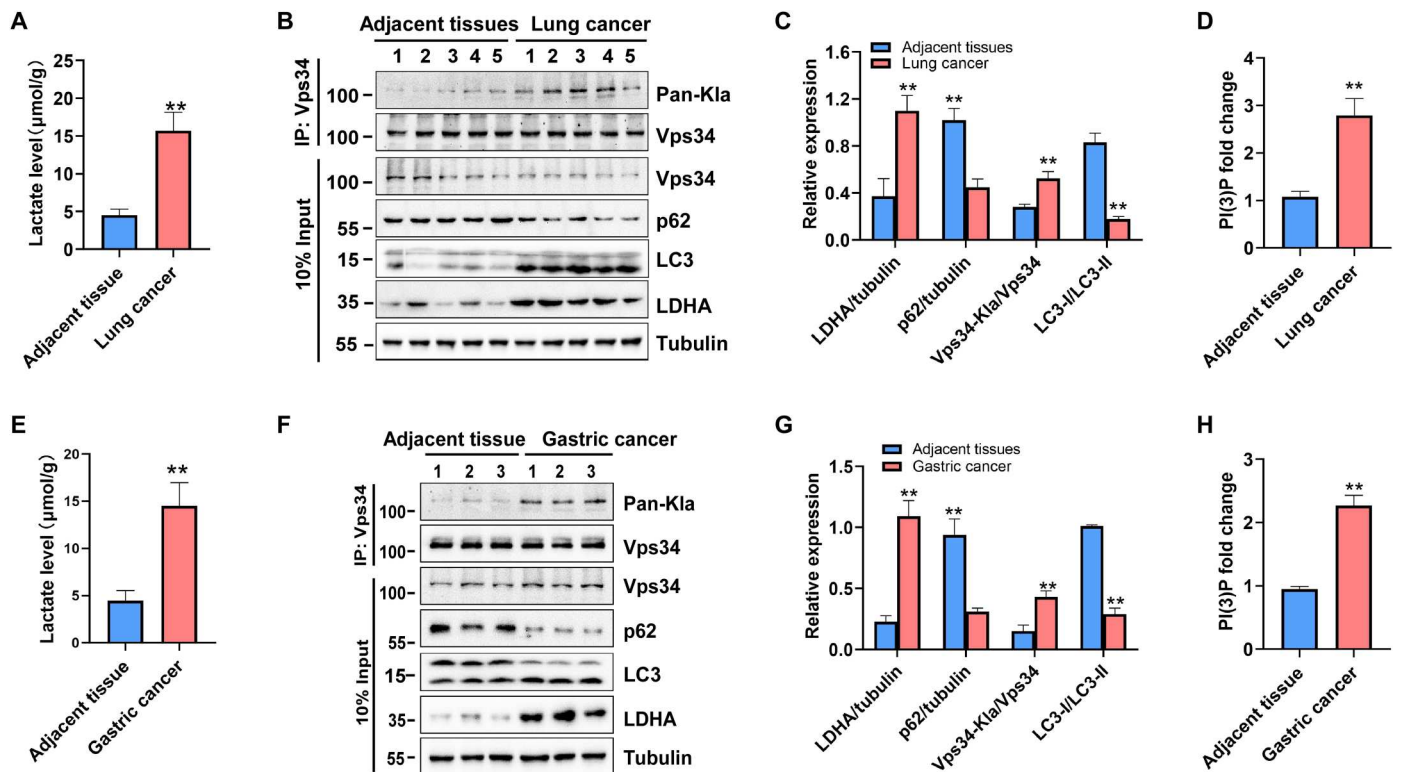 A
Lactate level (μmol/g)
25
20
15
10
5
0
**
Adjacent tissue
Lung cancer
B
Adjacent tissues Lung cancer
1 2 3 4 5 1 2 3 4 5
IP: Vps34
100 Pan-Kla
100 Vps34
10% Input
100 Vps34
55 p62
15 LC3
35 LDHA
55 Tubulin
C
Adjacent tissues
Lung cancer
Relative expression
1.6
1.2
0.8
0.4
0.0
** ** ** **
LDHA/tubulin
p62/tubulin
Vps34-Kla/Vps34
LC3-I/LC3-II
D
PI(3)P fold change
4
3
2
1
0
**
Adjacent tissue
Lung cancer
E
Lactate level (μmol/g)
20
15
10
5
0
**
Adjacent tissue
Gastric cancer
F
Adjacent tissue Gastric cancer
1 2 3 1 2 3
IP: Vps34
100 Pan-Kla
100 Vps34
10% Input
100 Vps34
55 p62
15 LC3
35 LDHA
55 Tubulin
G
Adjacent tissues
Gastric cancer
Relative expression
1.5
1.0
0.5
0.0
** ** ** **
LDHA/tubulin
p62/tubulin
Vps34-Kla/Vps34
LC3-I/LC3-II
H
PI(3)P fold change
3
2
1
0
**
Adjacent tissue
Gastric cancer